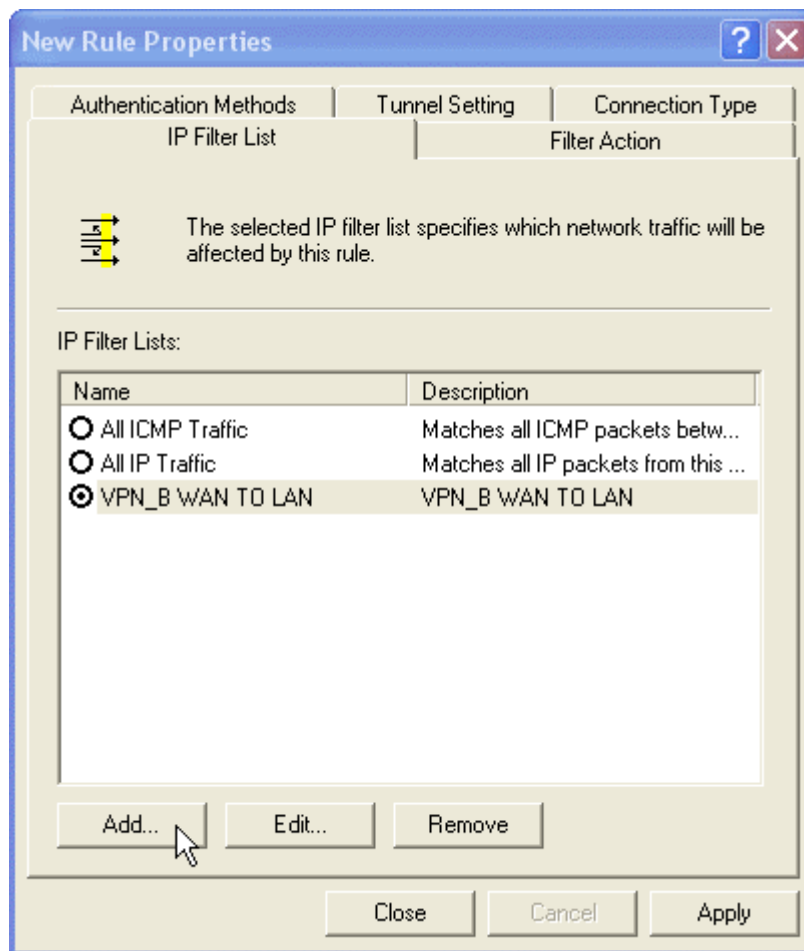 New Rule Properties
?
Authentication Methods
Tunnel Setting
Connection Type
IP Filter List
Filter Action
The selected IP filter list specifies which network traffic will be
affected by this rule.
IP Filter Lists:
Name Description
All ICMP Traffic Matches all ICMP packets betw...
All IP Traffic Matches all IP packets from this ...
VPN_B WAN TO LAN VPN_B WAN TO LAN
Add... Edit... Remove
Close Cancel Apply